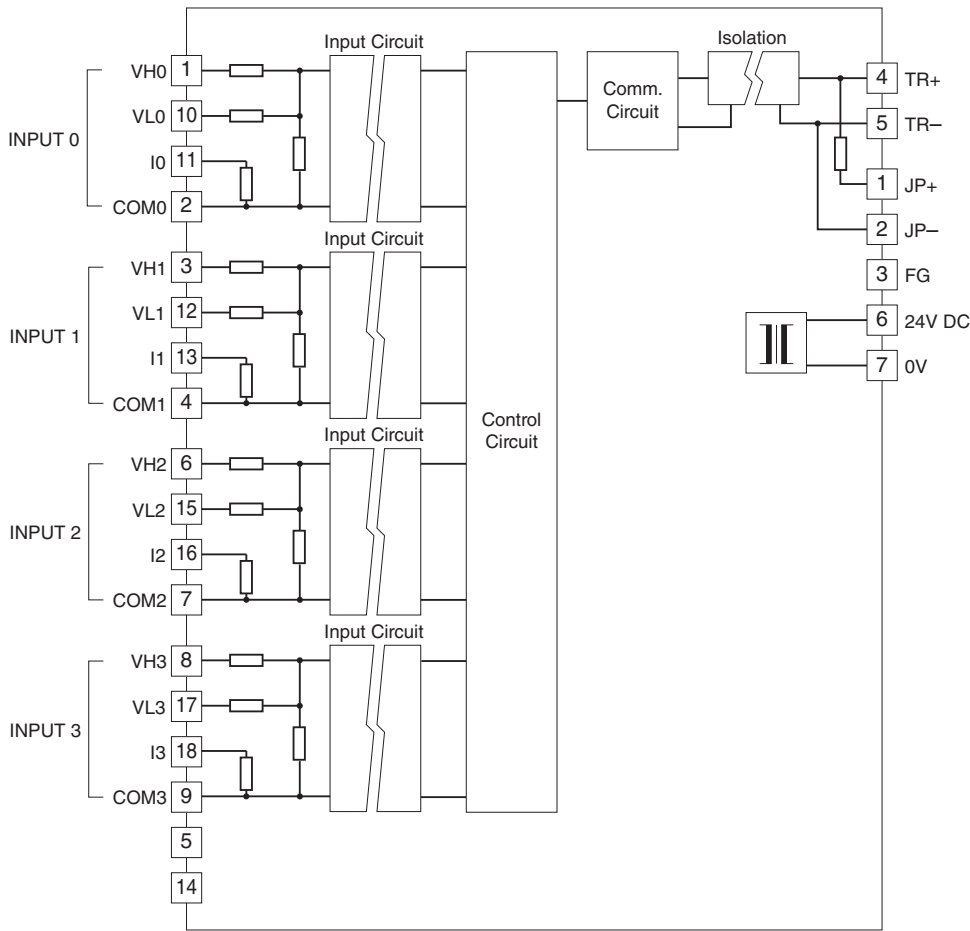 Input Circuit
Isolation
VH0 1
VL0 10
INPUT 0
I0 11
COM0 2
Comm.
Circuit
4 TR+
5 TR–
1 JP+
2 JP–
3 FG
6 24V DC
7 0V
Input Circuit
VH1 3
VL1 12
INPUT 1
I1 13
COM1 4
Control
Circuit
Input Circuit
VH2 6
VL2 15
INPUT 2
I2 16
COM2 7
Input Circuit
VH3 8
VL3 17
INPUT 3
I3 18
COM3 9
5
14